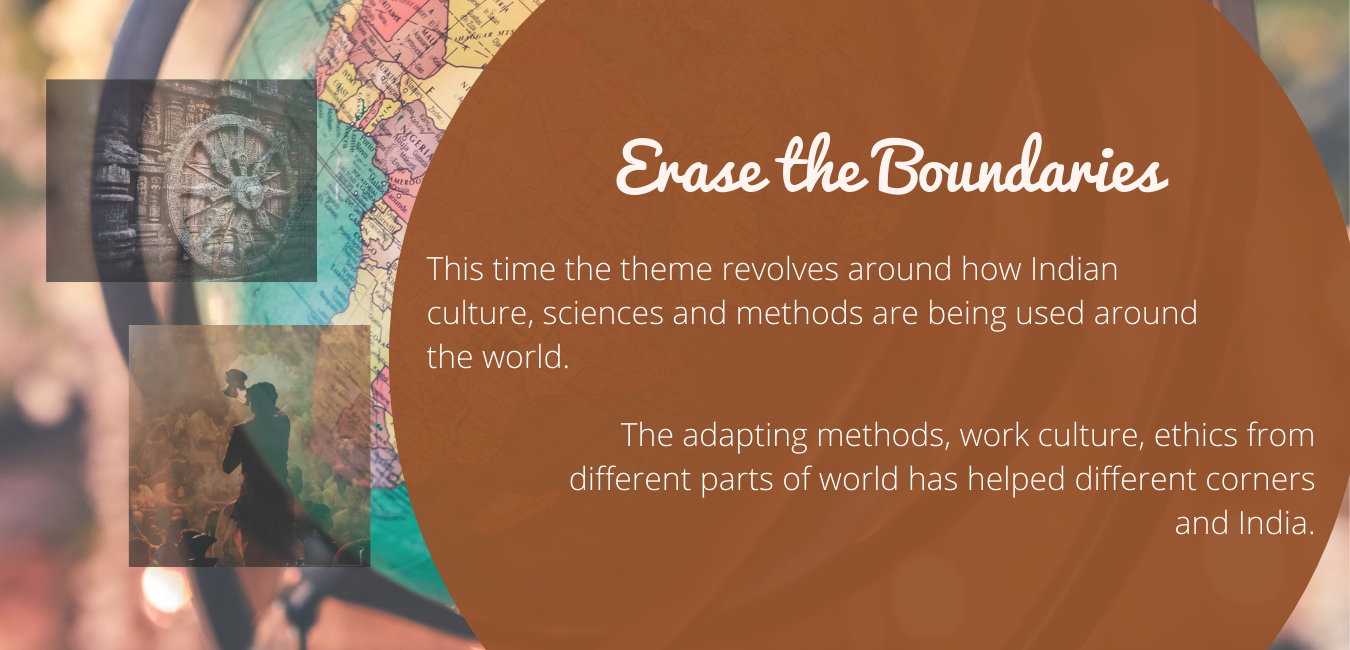 Erase the Boundaries
This time the theme revolves around how Indian
culture, sciences and methods are being used around
the world.
The adapting methods, work culture, ethics from
different parts of world has helped different corners
and India.
NIGERIA